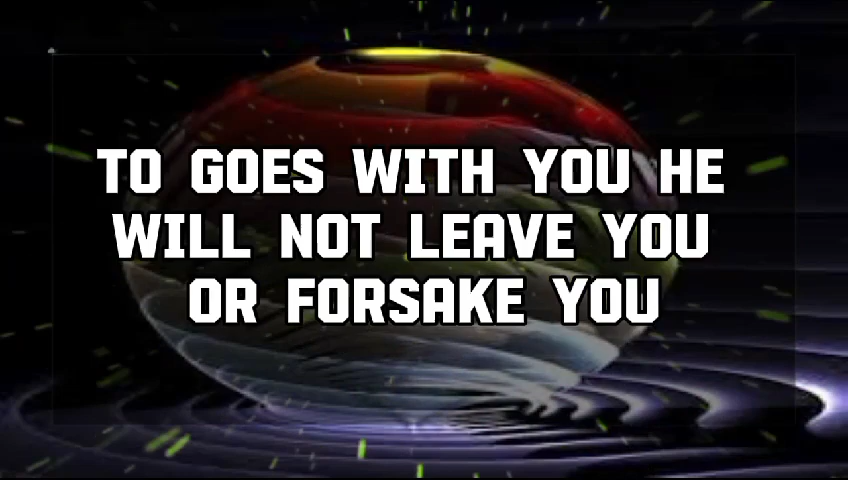 TO GOES WITH YOU HE
WILL NOT LEAVE YOU
OR FORSAKE YOU